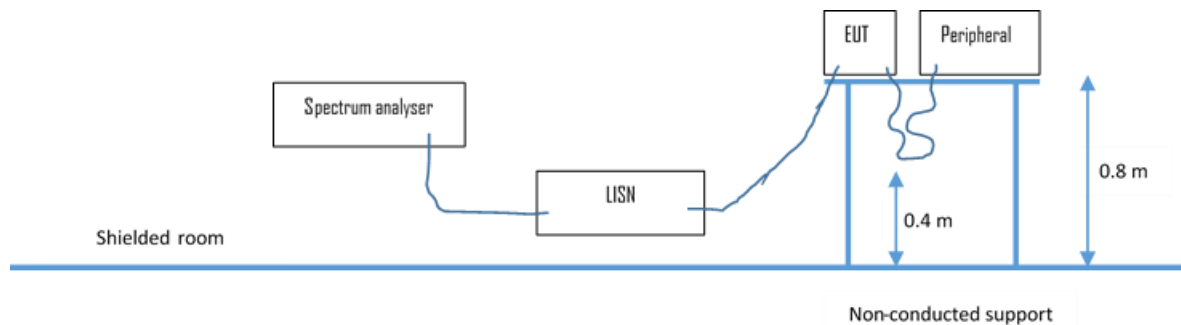 EUT
Peripheral
Spectrum analyser
LISN
0.8 m
0.4 m
Shielded room
Non-conducted support